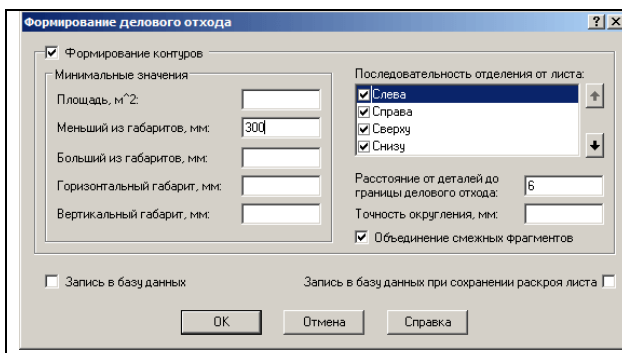 Формирование делового отхода
Формирование контуров
Минимальные значения
Площадь, м^2:
Меньший из габаритов, мм: 300
Больший из габаритов, мм:
Горизонтальный габарит, мм:
Вертикальный габарит, мм:
Последовательность отделения от листа:
Слева
Справа
Сверху
Снизу
Расстояние от деталей до
границы делового отхода: 6
Точность округления, мм:
Объединение смежных фрагментов
Запись в базу данных
Запись в базу данных при сохранении раскроя листа
OK
Отмена
Справка